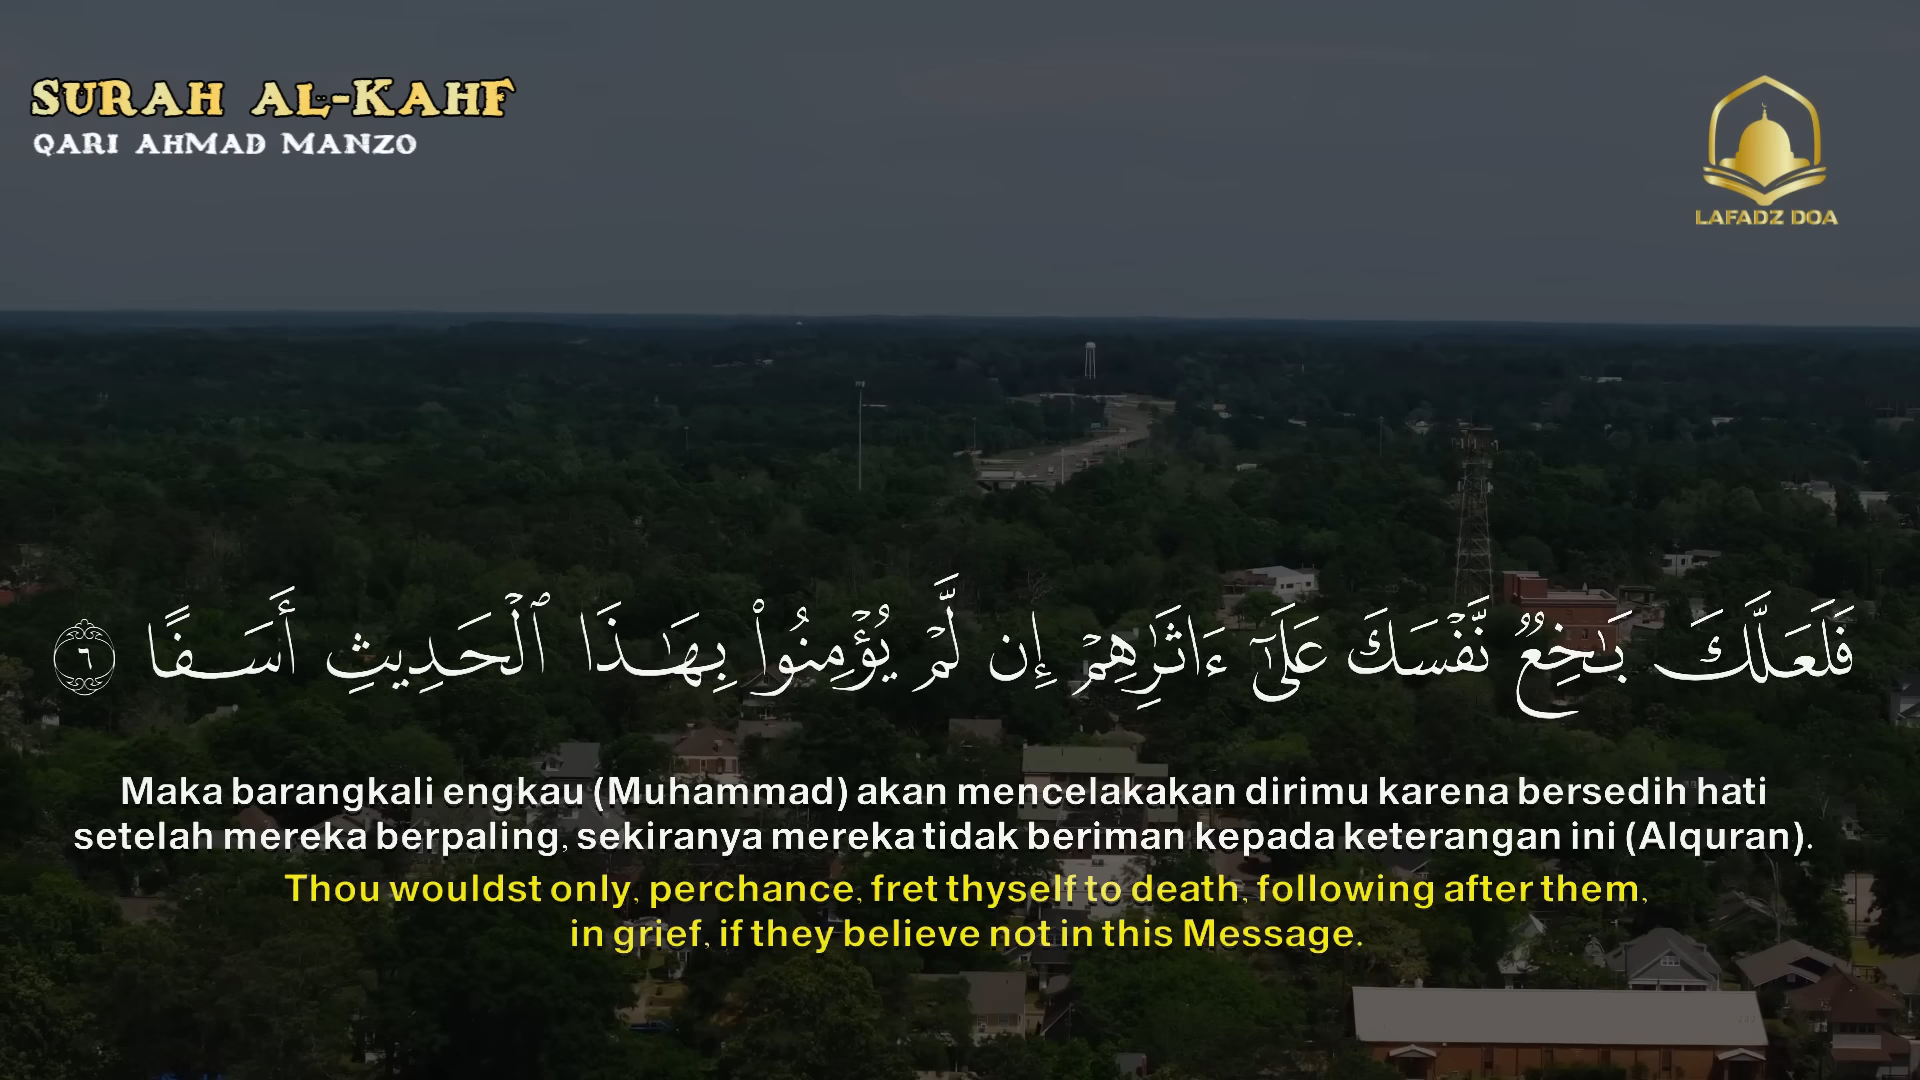 SURAH AL-KAHF
QARI AHMAD MANZO
LAFADZ DOA
فَلَعَلَّكَ بَـٰخِعٌۭ نَّفْسَكَ عَلَىٰٓ ءَاثَـٰرِهِمْ إِن لَّمْ يُؤْمِنُوا۟ بِهَـٰذَا ٱلْحَدِيثِ أَسَفًا ٦
Maka barangkali engkau (Muhammad) akan mencelakakan dirimu karena bersedih hati
setelah mereka berpaling, sekiranya mereka tidak beriman kepada keterangan ini (Alquran).
Thou wouldst only, perchance, fret thyself to death, following after them,
in grief, if they believe not in this Message.